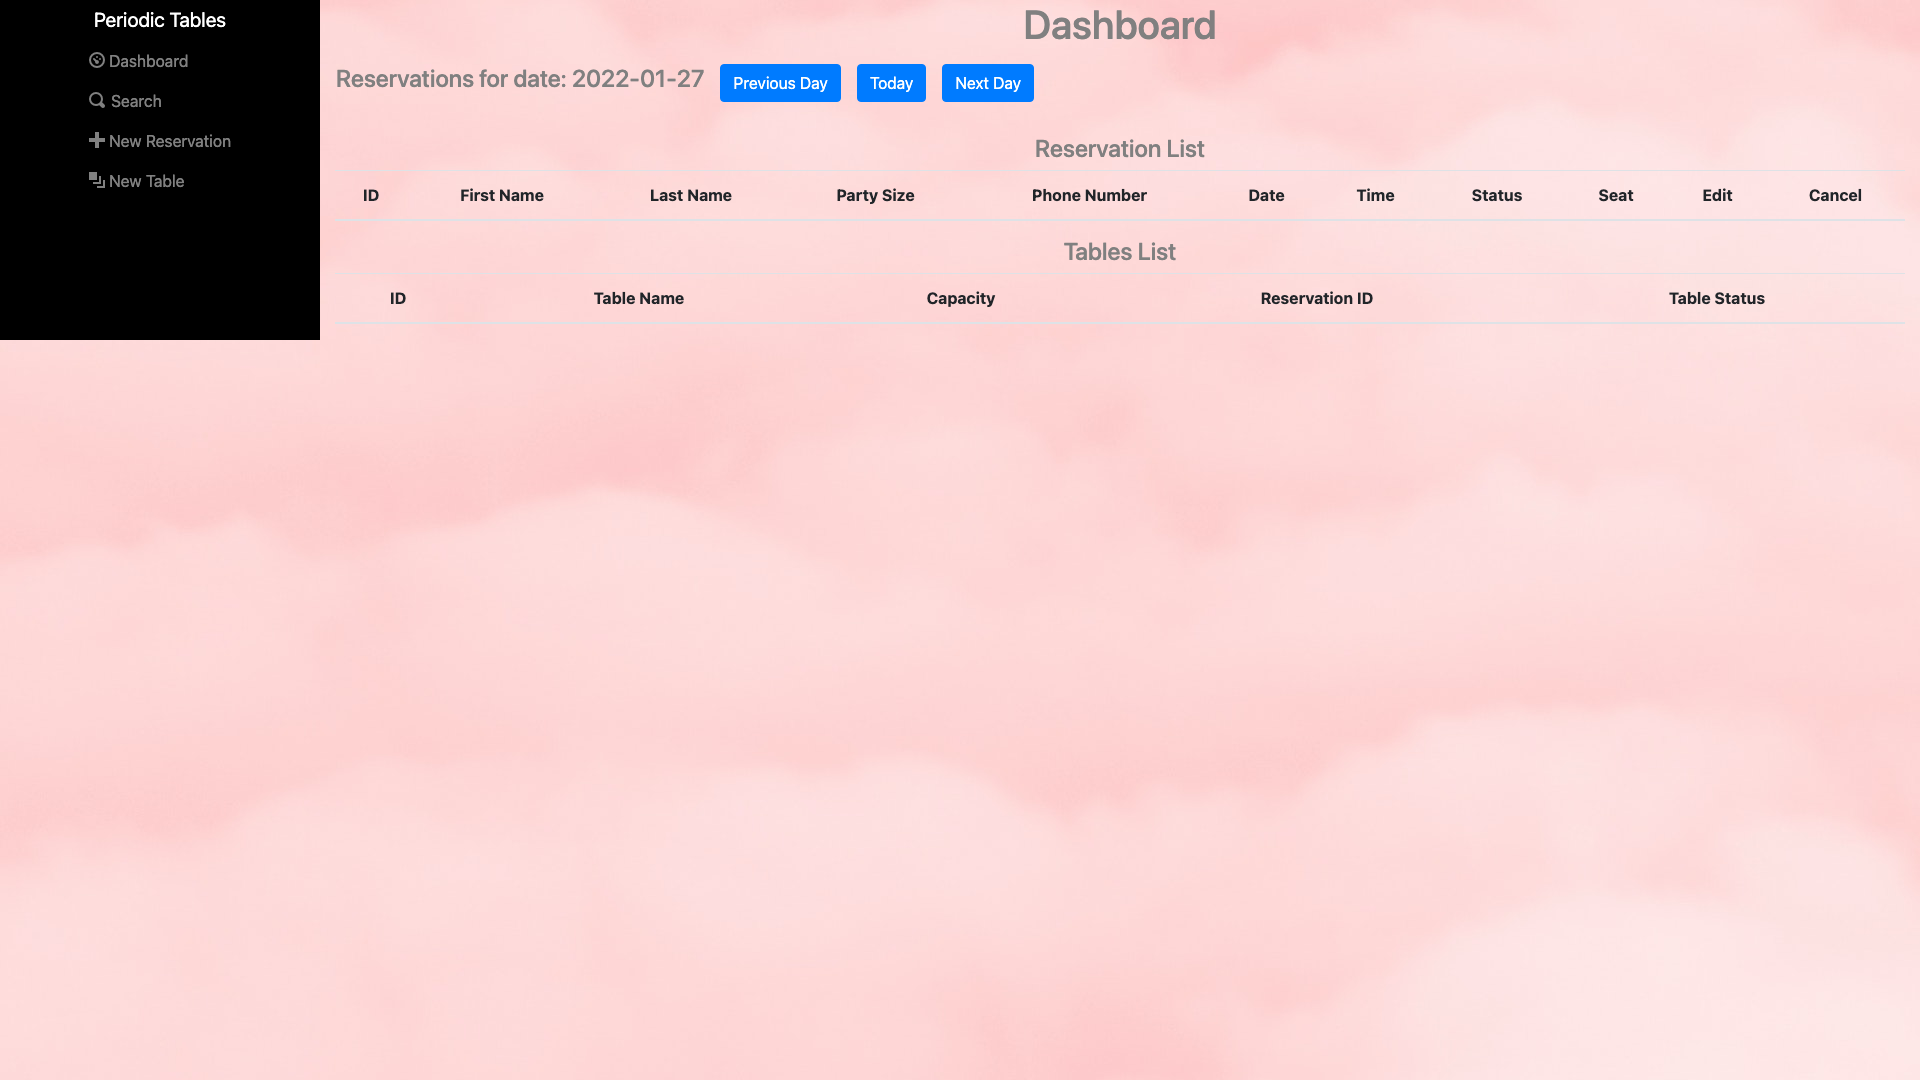 Periodic Tables
Dashboard
Search
New Reservation
New Table
Dashboard
Reservations for date: 2022-01-27 Previous Day Today Next Day
Reservation List
ID First Name Last Name Party Size Phone Number Date Time Status Seat Edit Cancel
Tables List
ID Table Name Capacity Reservation ID Table Status